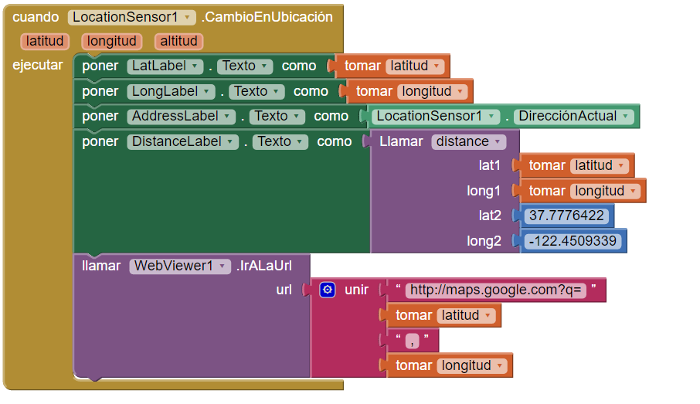 cuando LocationSensor1 .CambioEnUbicación
latitud longitud altitud
ejecutar poner LatLabel . Texto como tomar latitud
poner LongLabel . Texto como tomar longitud
poner AddressLabel . Texto como LocationSensor1 . DirecciónActual
poner DistanceLabel . Texto como Llamar distance
lat1 tomar latitud
long1 tomar longitud
lat2 37.7776422
long2 -122.4509339
llamar WebViewer1 .IrALaUrl
url unir “ http://maps.google.com?q= ”
tomar latitud
“ , ”
tomar longitud